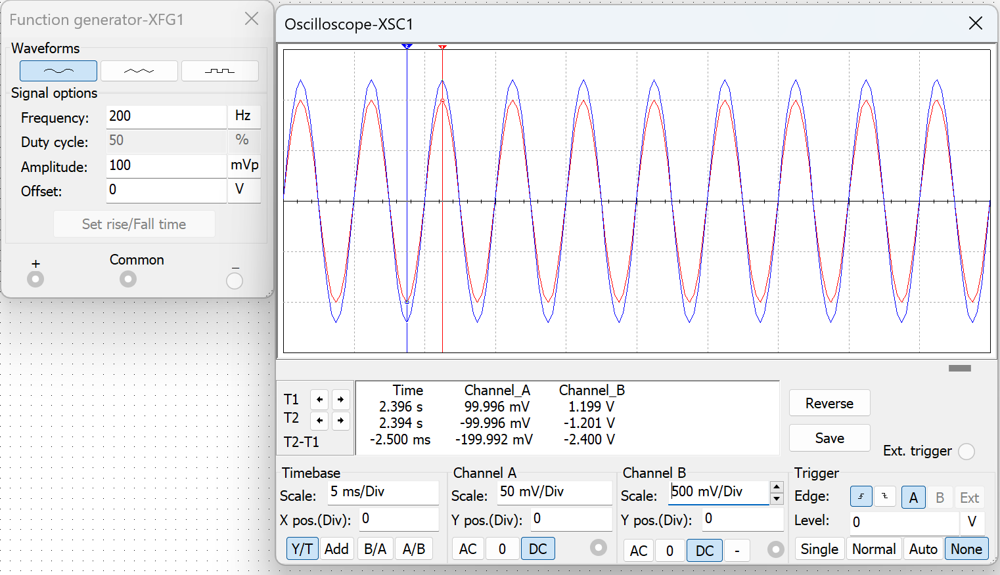 Function generator-XFG1
Waveforms
Signal options
Frequency: 200 Hz
Duty cycle: 50 %
Amplitude: 100 mVp
Offset: 0 V
Set rise/Fall time
+ Common –
Oscilloscope-XSC1
2 1
Time Channel_A Channel_B
T1 2.396 s 99.996 mV 1.199 V
T2 2.394 s -99.996 mV -1.201 V
T2-T1 -2.500 ms -199.992 mV -2.400 V
Reverse
Save
Ext. trigger
Timebase
Scale: 5 ms/Div
X pos.(Div): 0
Y/T Add B/A A/B
Channel A
Scale: 50 mV/Div
Y pos.(Div): 0
AC 0 DC
Channel B
Scale: 500 mV/Div
Y pos.(Div): 0
AC 0 DC -
Trigger
Edge: A B Ext
Level: 0 V
Single Normal Auto None